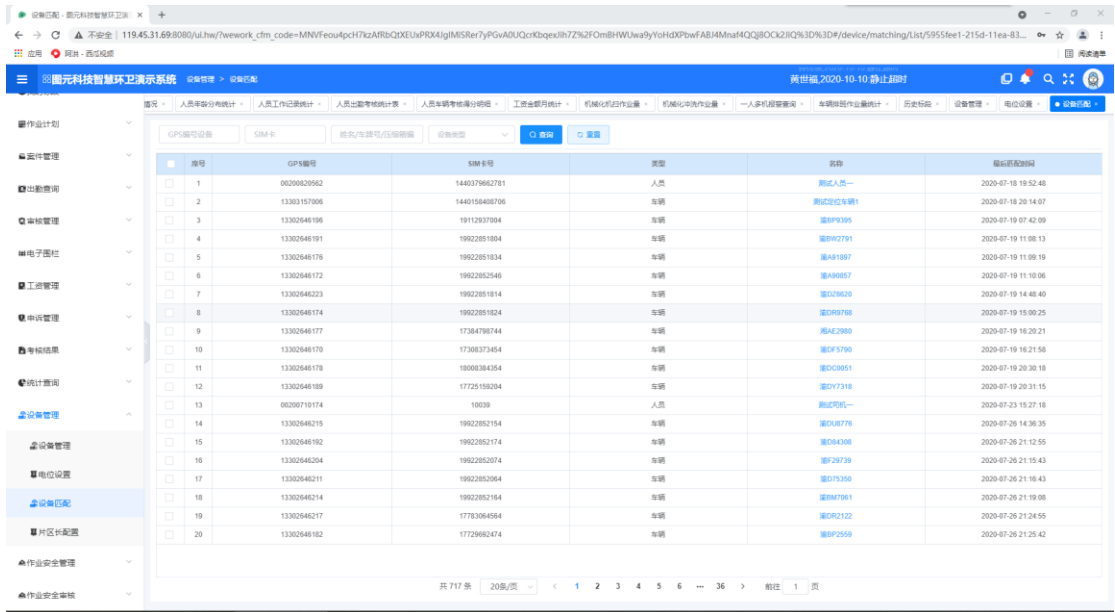 设备匹配 - 图元科技智慧环卫演
不安全 119.45.31.69:8080/ui.hw/?wework_cfm_code=
应用 阿洪 - 西瓜视频 阅读清单
图元科技智慧环卫演示系统 设备管理 > 设备匹配 黄世福,2020-10-10 静止超时
情况 人员年龄分布统计 人员工作记录统计 人员出勤考核统计表 人员车辆考核得分明细 工资金额月统计 机械化机扫作业量 机械化冲洗作业量 一人多机报警查询 车辆排班作业量统计 历史轨迹 设备管理 电位设置 设备匹配
作业计划
案件管理
出勤查询
审核管理
电子围栏
工资管理
申诉管理
考核结果
统计查询
设备管理
设备管理
电位设置
设备匹配
片区长配置
作业安全管理
作业安全审核
GPS编号设备 SIM卡 姓名/车牌号/压缩箱编 设备类型 查询 重置
序号 GPS编号 SIM卡号 类型 名称 最后匹配时间
1 00200820562 1440379662781 人员 测试人员一 2020-07-18 19:52:48
2 13303157006 1440158408706 车辆 测试定位车辆1 2020-07-18 20:14:07
3 13302646196 19112937004 车辆 渝BP9395 2020-07-19 07:42:09
4 13302646191 19922851804 车辆 渝BW2791 2020-07-19 11:08:13
5 13302646176 19922851834 车辆 渝A91897 2020-07-19 11:09:19
6 13302646172 19922852546 车辆 渝A90857 2020-07-19 11:10:06
7 13302646223 19922851814 车辆 渝DZ6620 2020-07-19 14:48:40
8 13302646174 19922851824 车辆 渝DR9768 2020-07-19 15:00:25
9 13302646177 17384798744 车辆 湘AE2980 2020-07-19 16:20:21
10 13302646170 17308373454 车辆 渝DF5790 2020-07-19 16:21:56
11 13302646178 18008384354 车辆 渝DC0051 2020-07-19 20:30:18
12 13302646189 17725159204 车辆 渝DY7318 2020-07-19 20:31:15
13 00200710174 10039 人员 测试司机一 2020-07-23 15:27:18
14 13302646215 19922852154 车辆 渝DU8776 2020-07-26 14:36:35
15 13302646192 19922852174 车辆 渝D84306 2020-07-26 21:12:55
16 13302646204 19922852074 车辆 渝F29739 2020-07-26 21:15:43
17 13302646211 19922852064 车辆 渝D75350 2020-07-26 21:16:43
18 13302646214 19922852164 车辆 渝BM7061 2020-07-26 21:19:08
19 13302646217 17783064564 车辆 渝DR2122 2020-07-26 21:24:55
20 13302646182 17729692474 车辆 渝BP2559 2020-07-26 21:25:42
共 717 条 20条/页 1 2 3 4 5 6 ... 36 前往 1 页